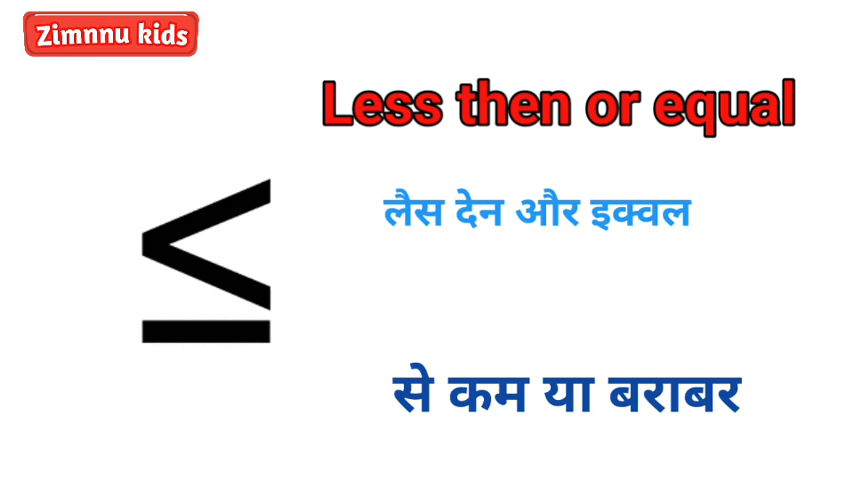 Zimnnu kids
Less then or equal
लैस देन और इक्वल
≤
से कम या बराबर